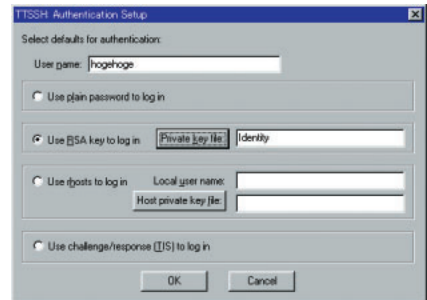 TTSSH: Authentication Setup
Select defaults for authentication:
User name: hogehoge
Use plain password to log in
Use RSA key to log in Private key file: Identity
Use rhosts to log in Local user name:
Host private key file:
Use challenge/response (TIS) to log in
OK Cancel